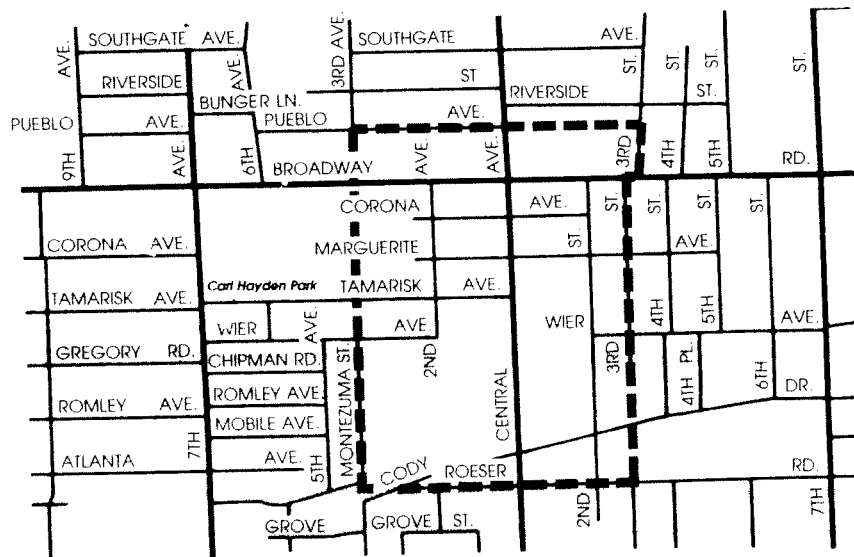 SOUTHGATE AVE.
3RD AVE.
SOUTHGATE AVE.
AVE.
RIVERSIDE
AVE.
ST
RIVERSIDE ST.
ST.
ST.
ST.
ST.
BUNGER LN.
PUEBLO AVE.
PUEBLO AVE.
9TH
AVE.
6TH
BROADWAY RD.
AVE.
AVE.
3RD
4TH
5TH
CORONA AVE.
ST.
ST.
ST.
ST.
ST.
CORONA AVE.
MARGUERITE AVE.
TAMARISK AVE.
Carl Hayden Park
TAMARISK AVE.
WIER AVE.
AVE.
WIER AVE.
4TH
5TH
GREGORY RD.
CHIPMAN RD.
MONTEZUMA ST.
2ND
3RD
4TH PL.
6TH
DR.
ROMLEY AVE.
ROMLEY AVE.
MOBILE AVE.
CENTRAL
7TH
ATLANTA AVE.
5TH
CODY
ROESER RD.
2ND
7TH
GROVE
GROVE ST.